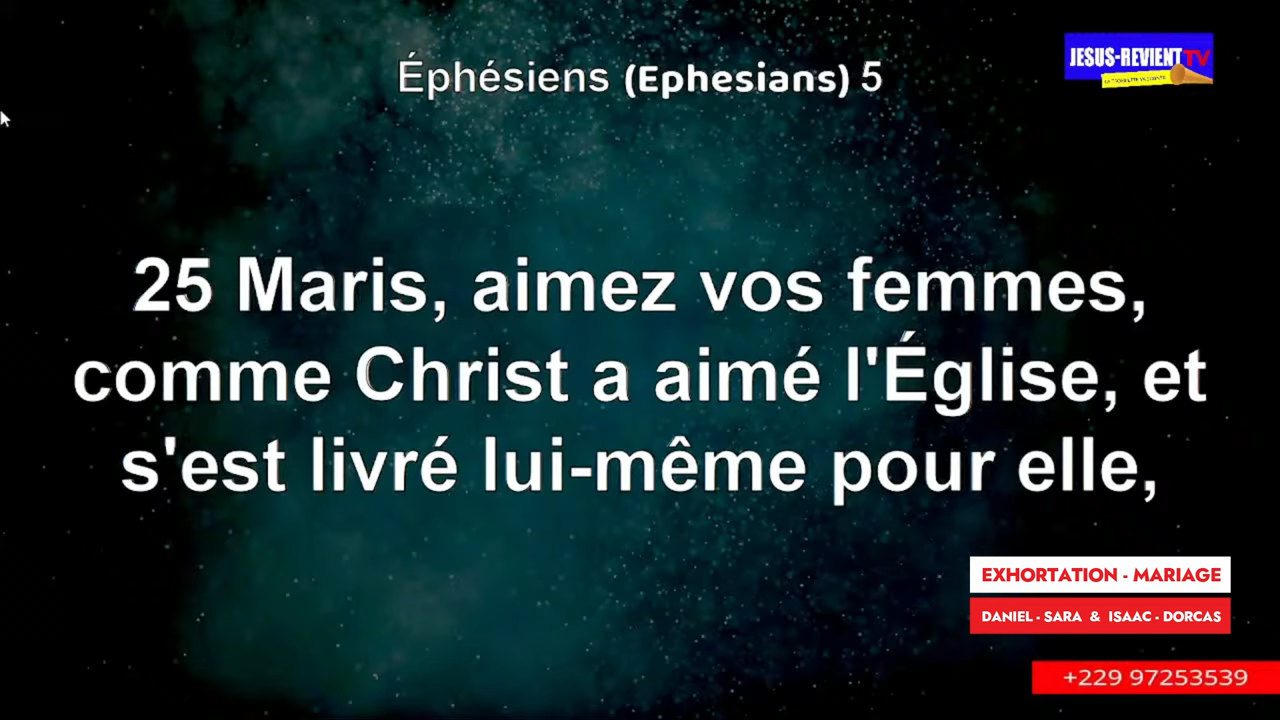 Éphésiens (Ephesians) 5
JESUS-REVIENT TV
25 Maris, aimez vos femmes,
comme Christ a aimé l'Église, et
s'est livré lui-même pour elle,
EXHORTATION - MARIAGE
DANIEL - SARA & ISAAC - DORCAS
+229 97253539